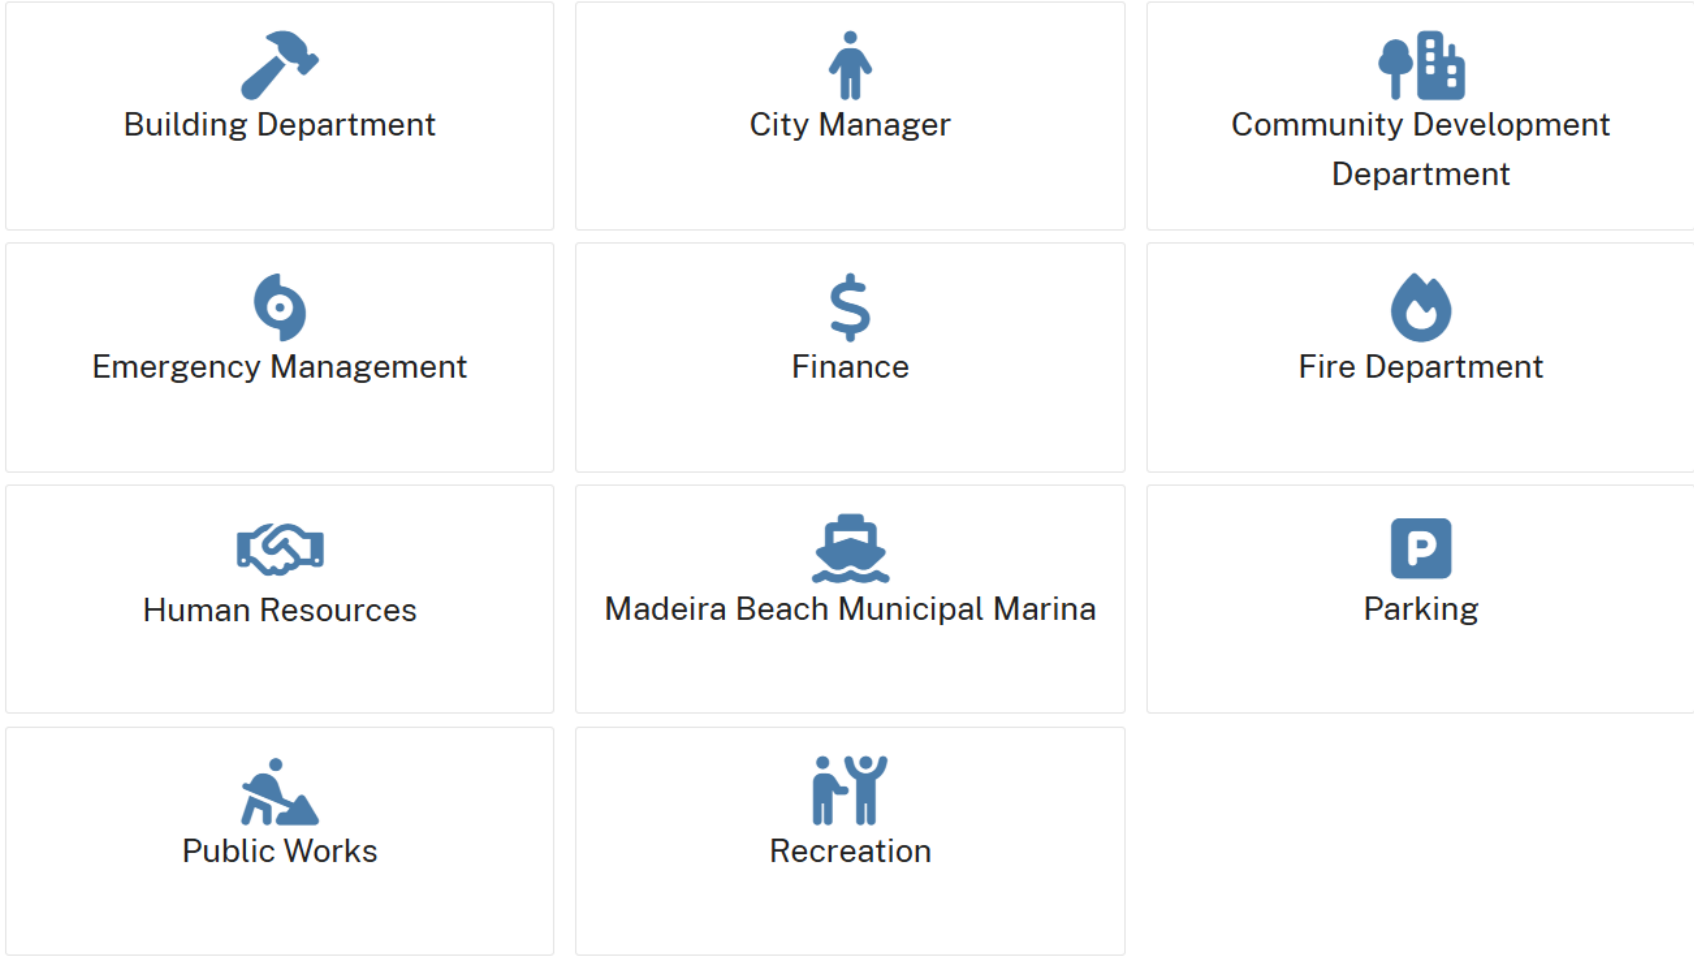 Building Department
City Manager
Community Development
Department
Emergency Management
Finance
Fire Department
Human Resources
Madeira Beach Municipal Marina
P
Parking
Public Works
Recreation